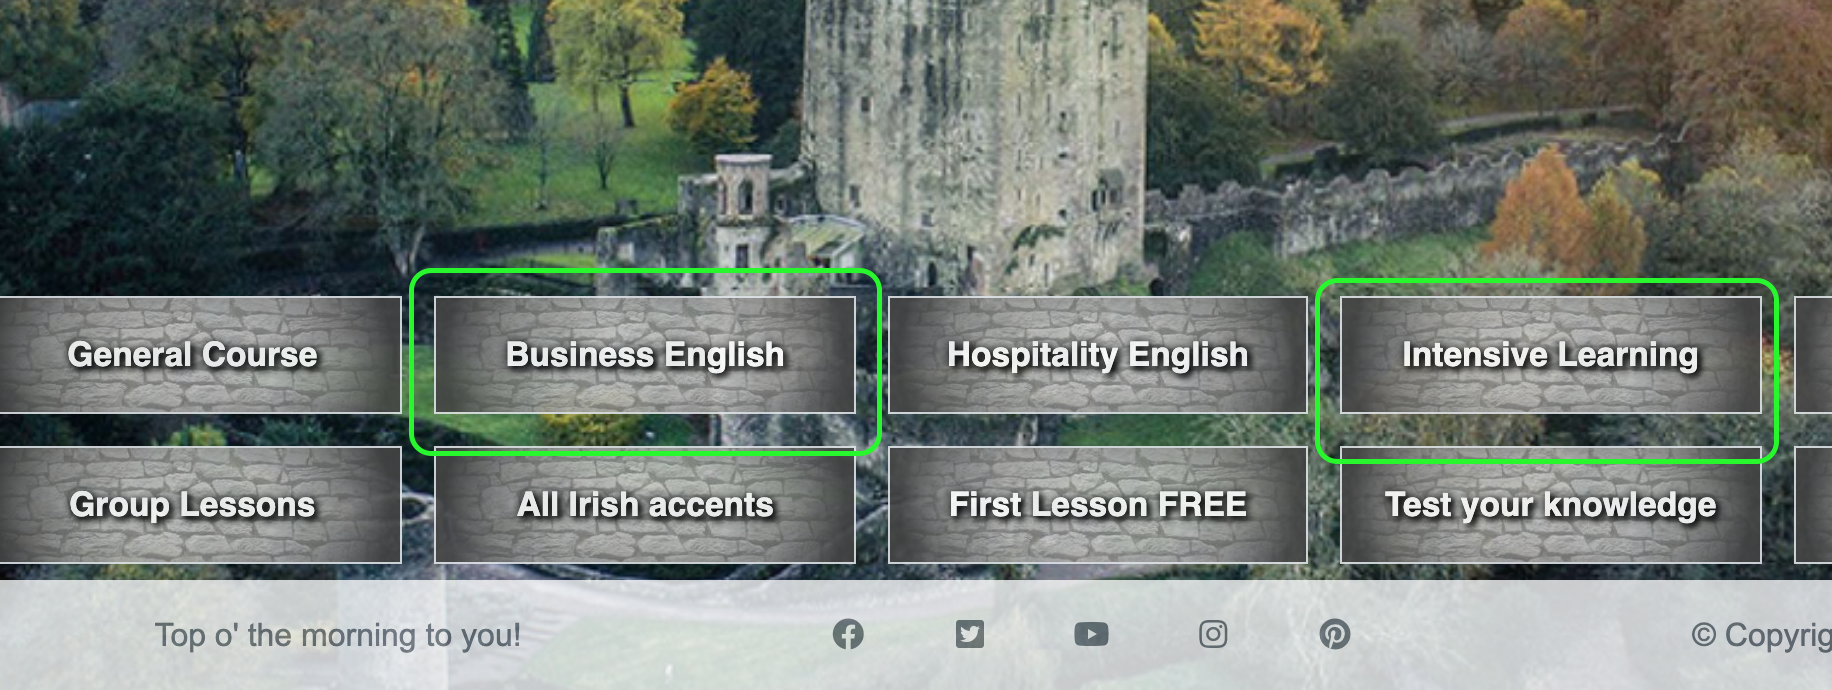 General Course
Business English
Hospitality English
Intensive Learning
Group Lessons
All Irish accents
First Lesson FREE
Test your knowledge
Top o' the morning to you!
© Copyrig